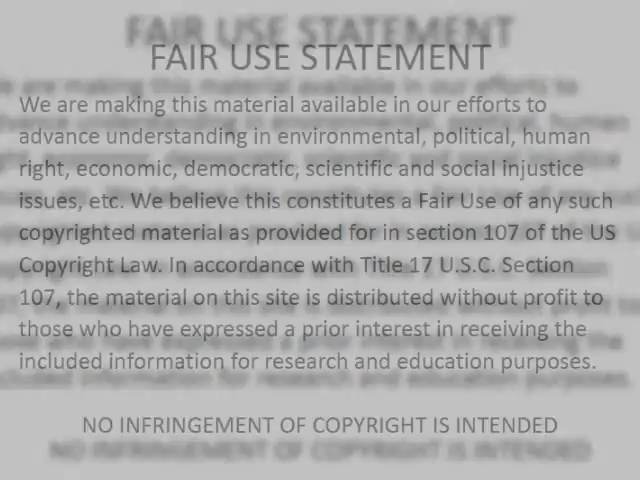 FAIR USE STATEMENT
We are making this material available in our efforts to
advance understanding in environmental, political, human
right, economic, democratic, scientific and social injustice
issues, etc. We believe this constitutes a Fair Use of any such
copyrighted material as provided for in section 107 of the US
Copyright Law. In accordance with Title 17 U.S.C. Section
107, the material on this site is distributed without profit to
those who have expressed a prior interest in receiving the
included information for research and education purposes.
NO INFRINGEMENT OF COPYRIGHT IS INTENDED